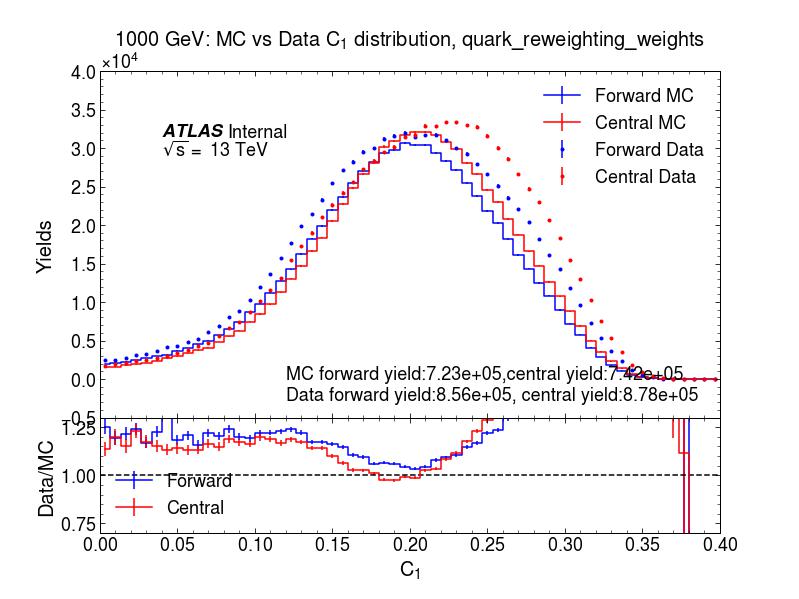 1000 GeV: MC vs Data C₁ distribution, quark_reweighting_weights
×10⁴
4.0
3.5
3.0
2.5
2.0
1.5
1.0
0.5
0.0
0.5
Yields
ATLAS Internal
√s = 13 TeV
Forward MC
Central MC
Forward Data
Central Data
MC forward yield:7.23e+05,central yield:7.42e+05
Data forward yield:8.56e+05, central yield:8.78e+05
1.25
1.00
0.75
Data/MC
Forward
Central
0.00 0.05 0.10 0.15 0.20 0.25 0.30 0.35 0.40
C₁